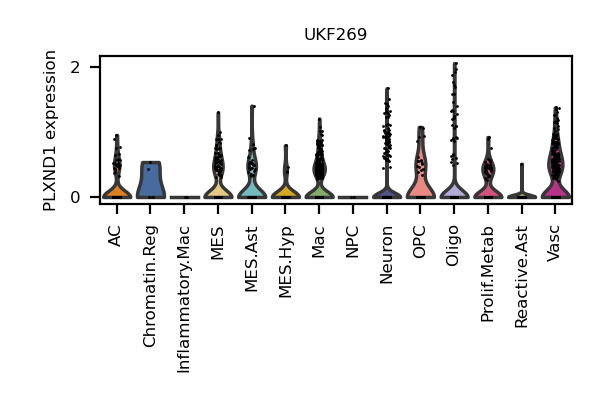 UKF269
PLXND1 expression
2
0
AC
Chromatin.Reg
Inflammatory.Mac
MES
MES.Ast
MES.Hyp
Mac
NPC
Neuron
OPC
Oligo
Prolif.Metab
Reactive.Ast
Vasc